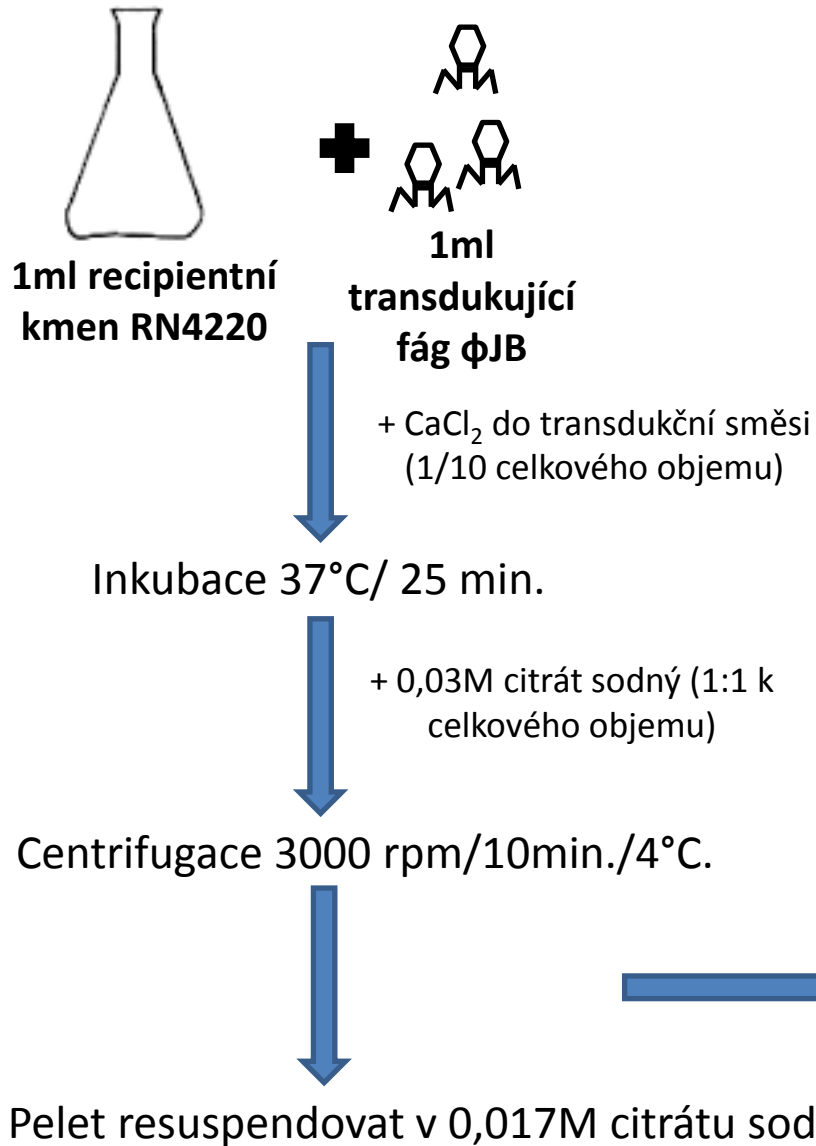 1ml recipientní
kmen RN4220
1ml
transdukující
fág φJB
+ CaCl₂ do transdukční směsi
(1/10 celkového objemu)
Inkubace 37°C/ 25 min.
+ 0,03M citrát sodný (1:1 k
celkového objemu)
Centrifugace 3000 rpm/10min./4°C.
Pelet resuspendovat v 0,017M citrátu sod